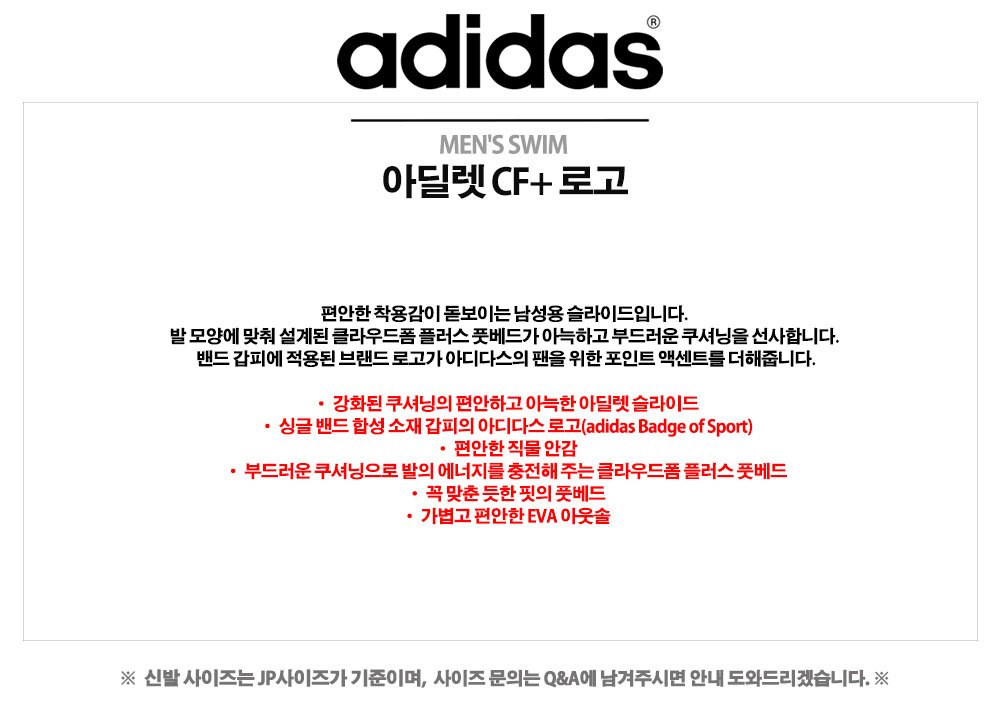 adidas®
MEN'S SWIM
아딜렛 CF+ 로고
편안한 착용감이 돋보이는 남성용 슬라이드입니다.
발 모양에 맞춰 설계된 클라우드폼 플러스 풋베드가 아늑하고 부드러운 쿠셔닝을 선사합니다.
밴드 갑피에 적용된 브랜드 로고가 아디다스의 팬을 위한 포인트 액센트를 더해줍니다.
• 강화된 쿠셔닝의 편안하고 아늑한 아딜렛 슬라이드
• 싱글 밴드 합성 소재 갑피의 아디다스 로고(adidas Badge of Sport)
• 편안한 직물 안감
• 부드러운 쿠셔닝으로 발의 에너지를 충전해 주는 클라우드폼 플러스 풋베드
• 꼭 맞춘 듯한 핏의 풋베드
• 가볍고 편안한 EVA 아웃솔
※ 신발 사이즈는 JP사이즈가 기준이며, 사이즈 문의는 Q&A에 남겨주시면 안내 도와드리겠습니다. ※